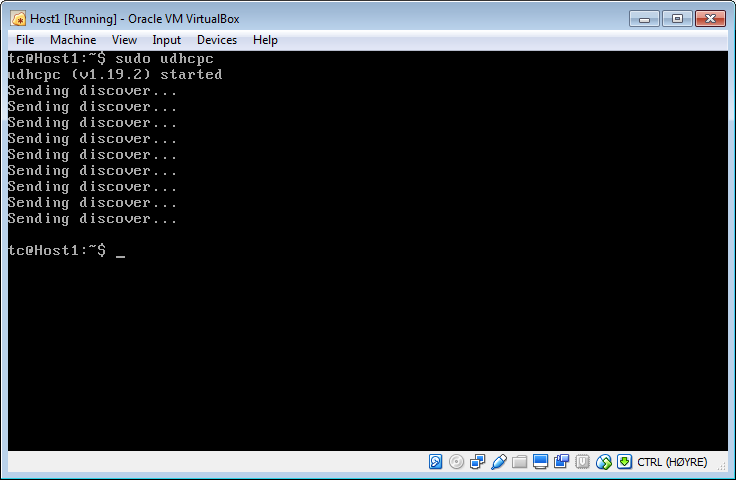 Host1 [Running] - Oracle VM VirtualBox
File Machine View Input Devices Help
tc@Host1:~$ sudo udhcpc
udhcpc (v1.19.2) started
Sending discover...
Sending discover...
Sending discover...
Sending discover...
Sending discover...
Sending discover...
Sending discover...
Sending discover...
Sending discover...
tc@Host1:~$ _
CTRL (HØYRE)